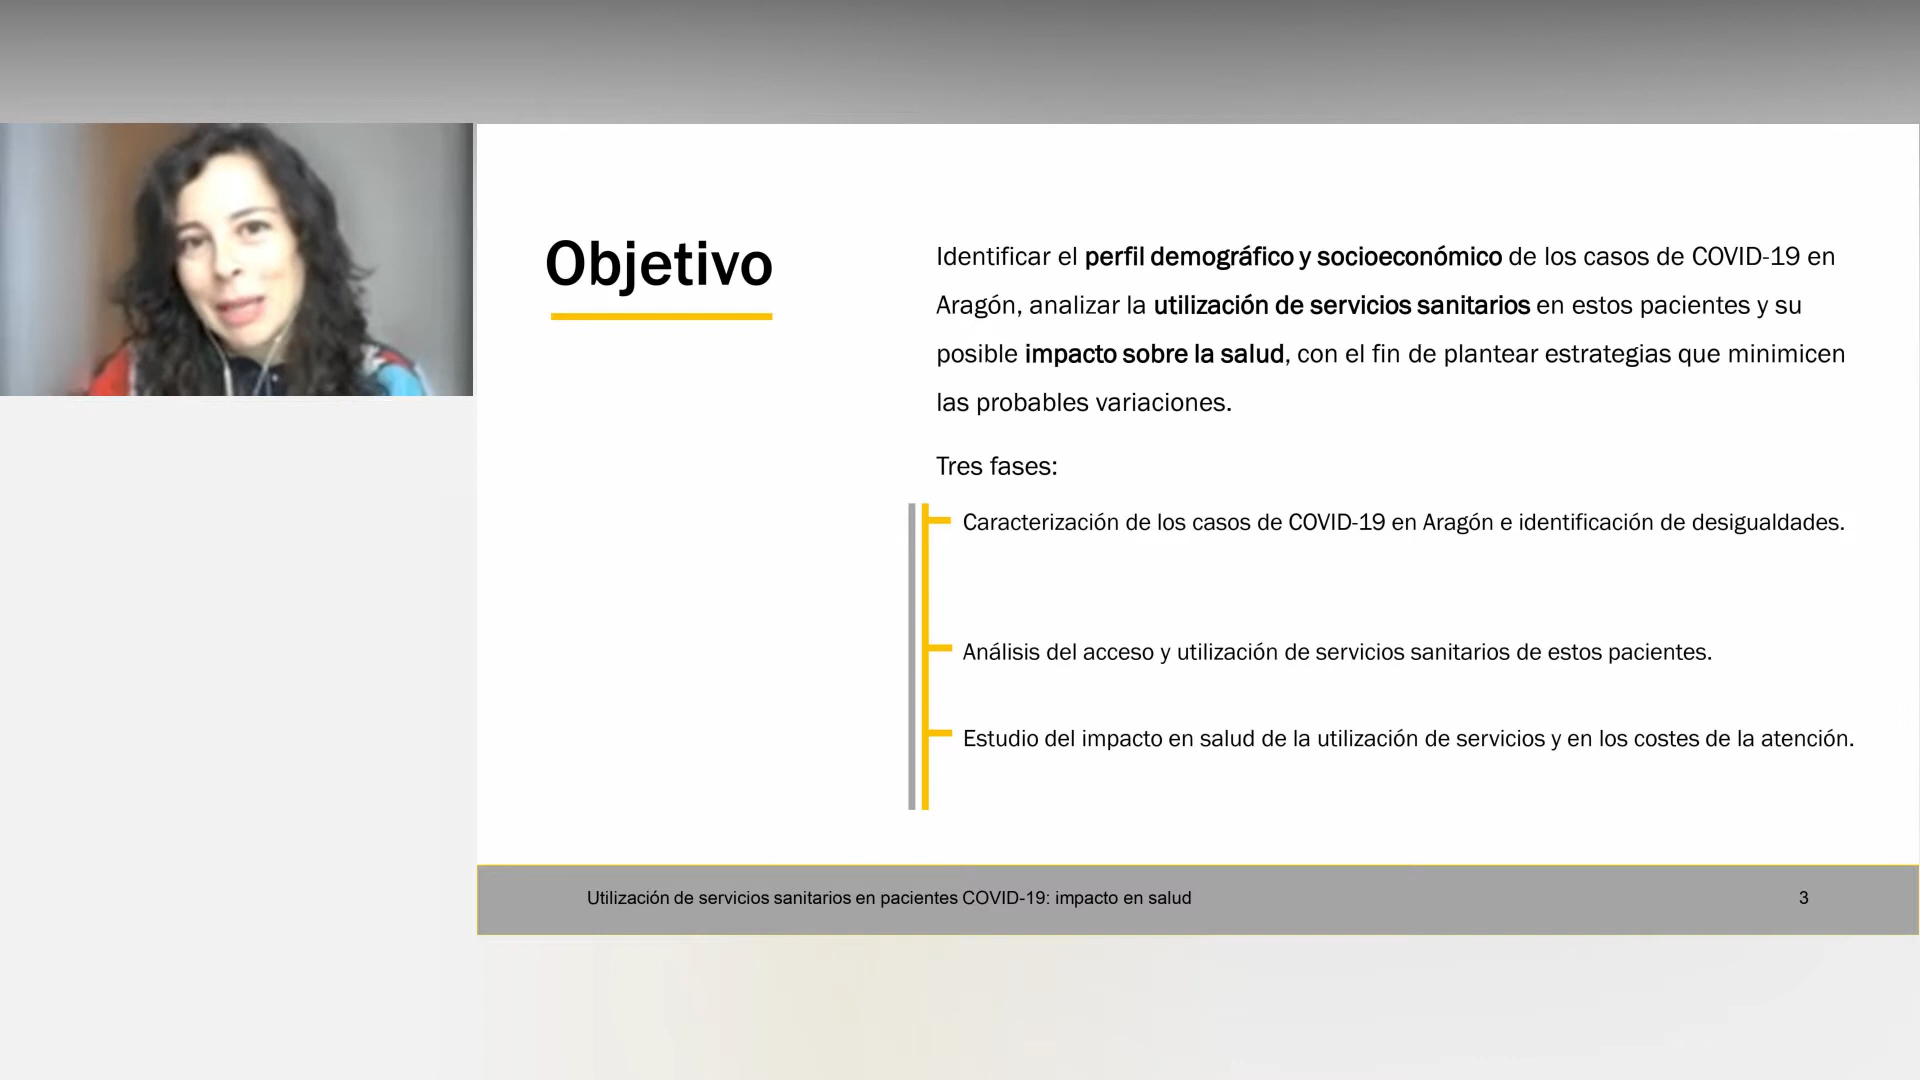 Objetivo
Identificar el perfil demográfico y socioeconómico de los casos de COVID-19 en
Aragón, analizar la utilización de servicios sanitarios en estos pacientes y su
posible impacto sobre la salud, con el fin de plantear estrategias que minimicen
las probables variaciones.
Tres fases:
Caracterización de los casos de COVID-19 en Aragón e identificación de desigualdades.
Análisis del acceso y utilización de servicios sanitarios de estos pacientes.
Estudio del impacto en salud de la utilización de servicios y en los costes de la atención.
Utilización de servicios sanitarios en pacientes COVID-19: impacto en salud
3